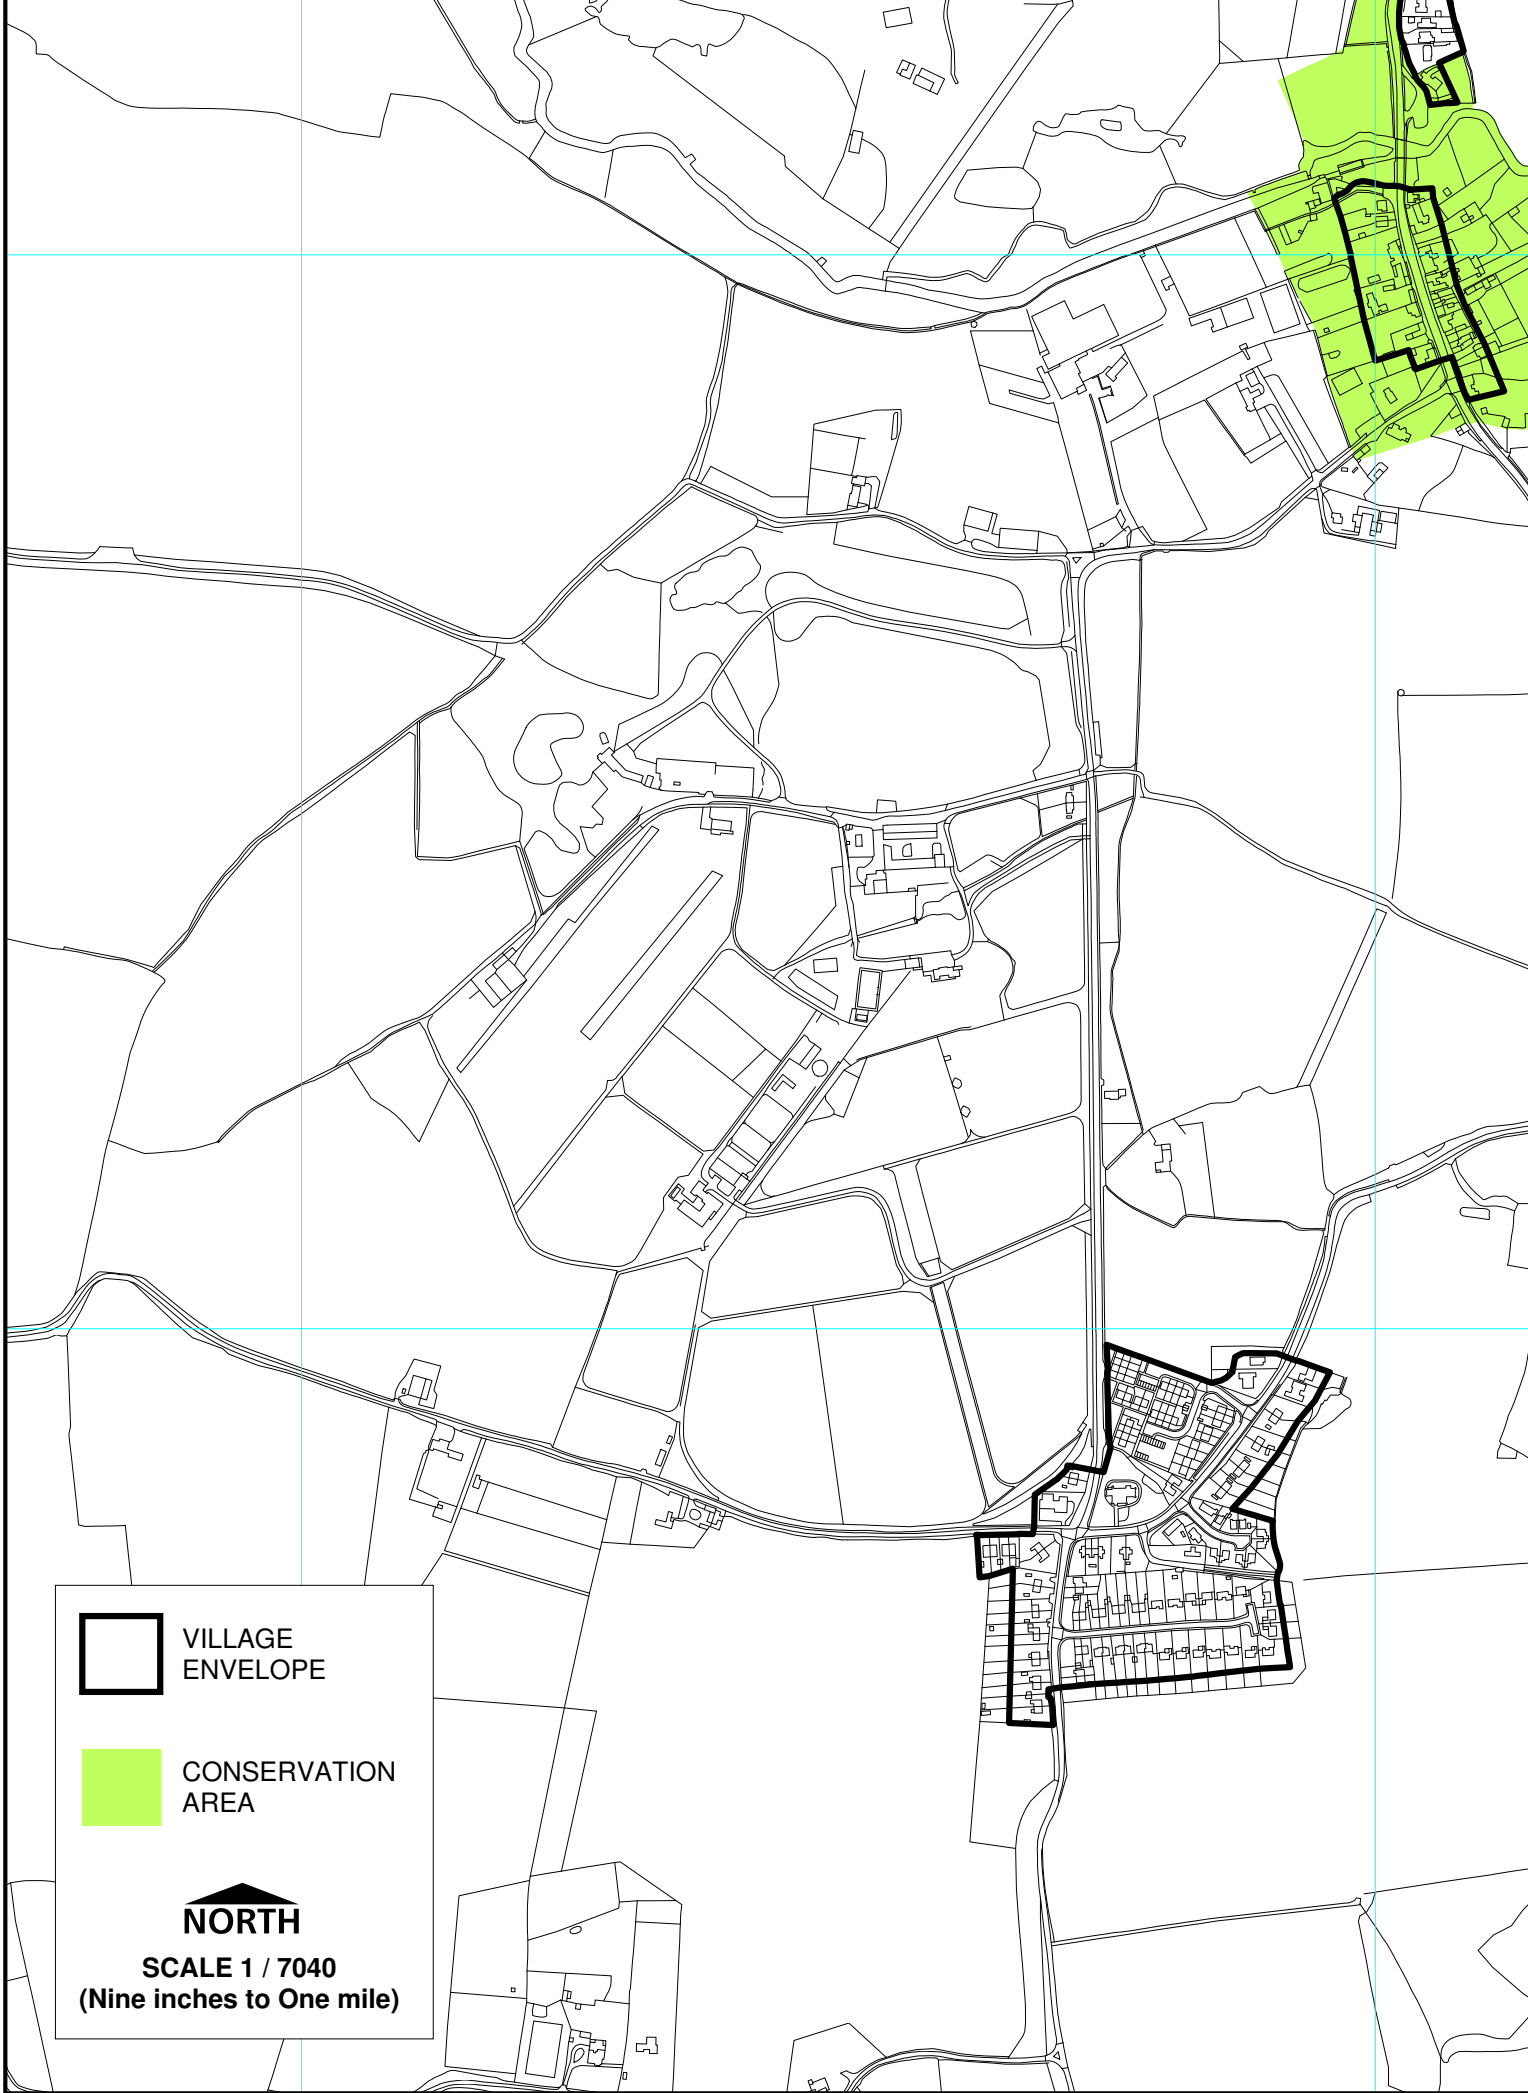 VILLAGE
ENVELOPE
CONSERVATION
AREA
NORTH
SCALE 1 / 7040
(Nine inches to One mile)